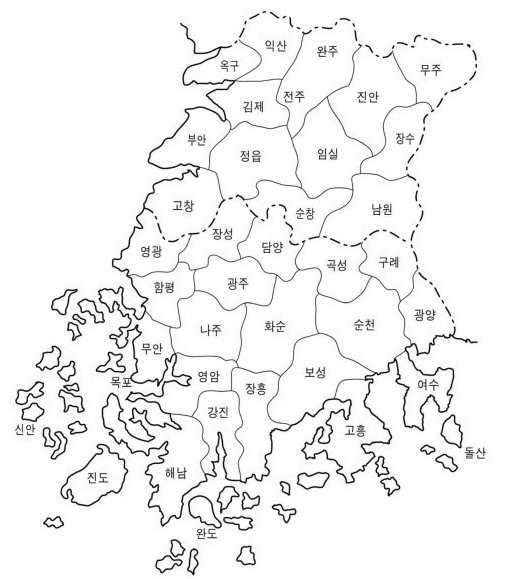 익산
완주
옥구
무주
전주
진안
김제
부안
장수
정읍
임실
고창
순창
남원
장성
담양
영광
곡성
구례
함평
광주
광양
나주
화순
순천
무안
보성
목포
영암
장흥
여수
강진
신안
고흥
돌산
진도
해남
완도